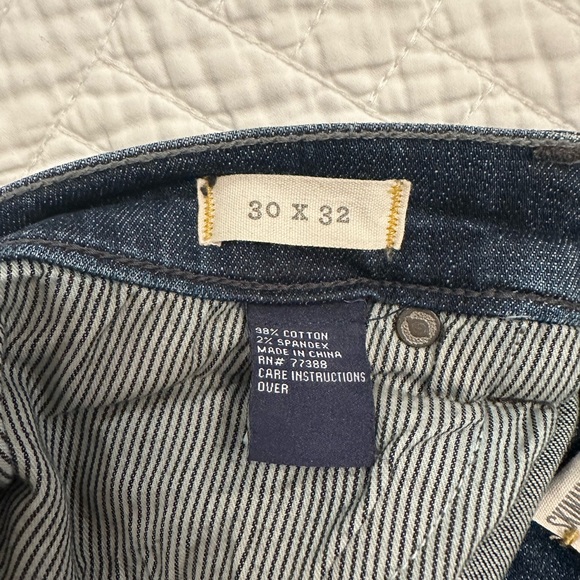 30 X 32
98% COTTON
2% SPANDEX
MADE IN CHINA
RN# 77388
CARE INSTRUCTIONS
OVER